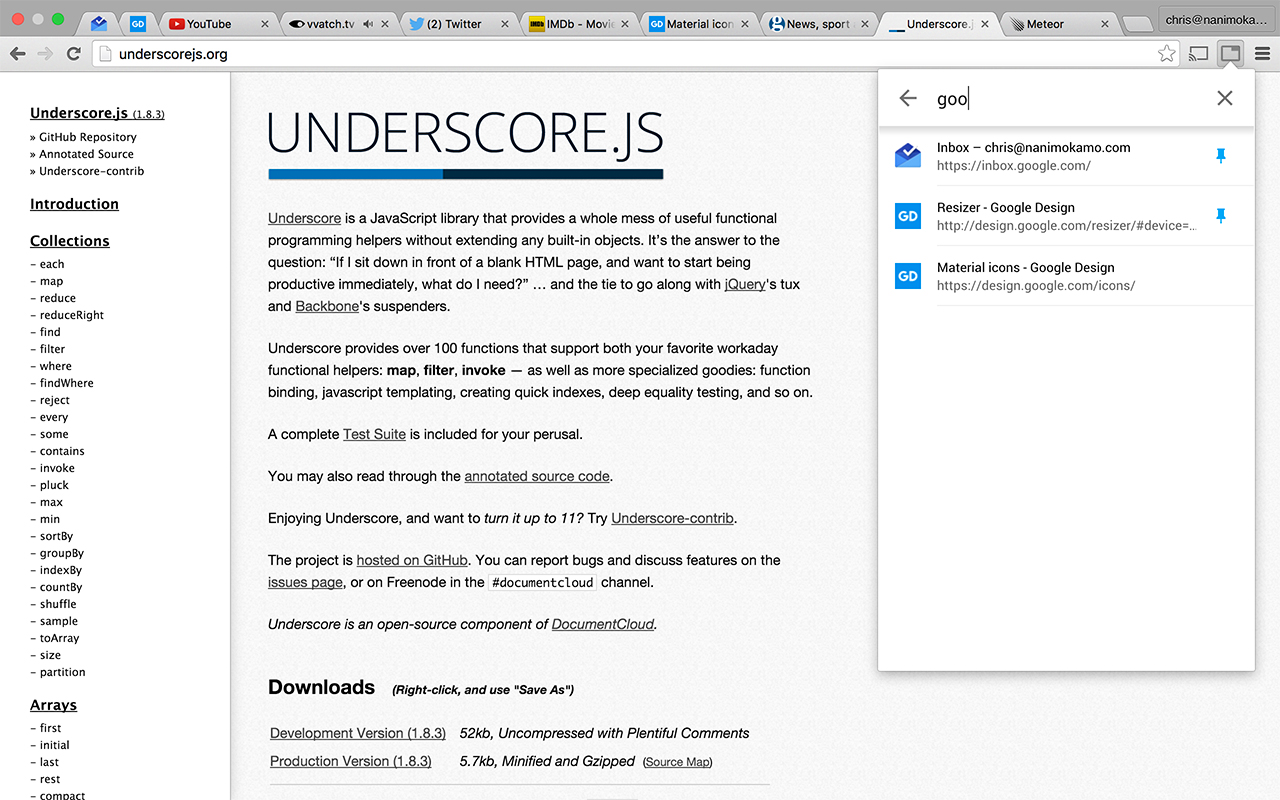 YouTube
vvatch.tv
(2) Twitter
IMDb - Movie
Material icon
News, sport a
Underscore.j
Meteor
chris@nanimoka...
underscorejs.org
goo
Inbox – chris@nanimokamo.com
https://inbox.google.com/
GD
Resizer - Google Design
http://design.google.com/resizer/#device=...
GD
Material icons - Google Design
https://design.google.com/icons/
Underscore.js (1.8.3)
» GitHub Repository
» Annotated Source
» Underscore-contrib
Introduction
Collections
- each
- map
- reduce
- reduceRight
- find
- filter
- where
- findWhere
- reject
- every
- some
- contains
- invoke
- pluck
- max
- min
- sortBy
- groupBy
- indexBy
- countBy
- shuffle
- sample
- toArray
- size
- partition
Arrays
- first
- initial
- last
- rest
- compact
UNDERSCORE.JS
Underscore is a JavaScript library that provides a whole mess of useful functional
programming helpers without extending any built-in objects. It’s the answer to the
question: “If I sit down in front of a blank HTML page, and want to start being
productive immediately, what do I need?” … and the tie to go along with jQuery's tux
and Backbone's suspenders.
Underscore provides over 100 functions that support both your favorite workaday
functional helpers: map, filter, invoke — as well as more specialized goodies: function
binding, javascript templating, creating quick indexes, deep equality testing, and so on.
A complete Test Suite is included for your perusal.
You may also read through the annotated source code.
Enjoying Underscore, and want to turn it up to 11? Try Underscore-contrib.
The project is hosted on GitHub. You can report bugs and discuss features on the
issues page, or on Freenode in the #documentcloud channel.
Underscore is an open-source component of DocumentCloud.
Downloads (Right-click, and use "Save As")
Development Version (1.8.3) 52kb, Uncompressed with Plentiful Comments
Production Version (1.8.3) 5.7kb, Minified and Gzipped (Source Map)